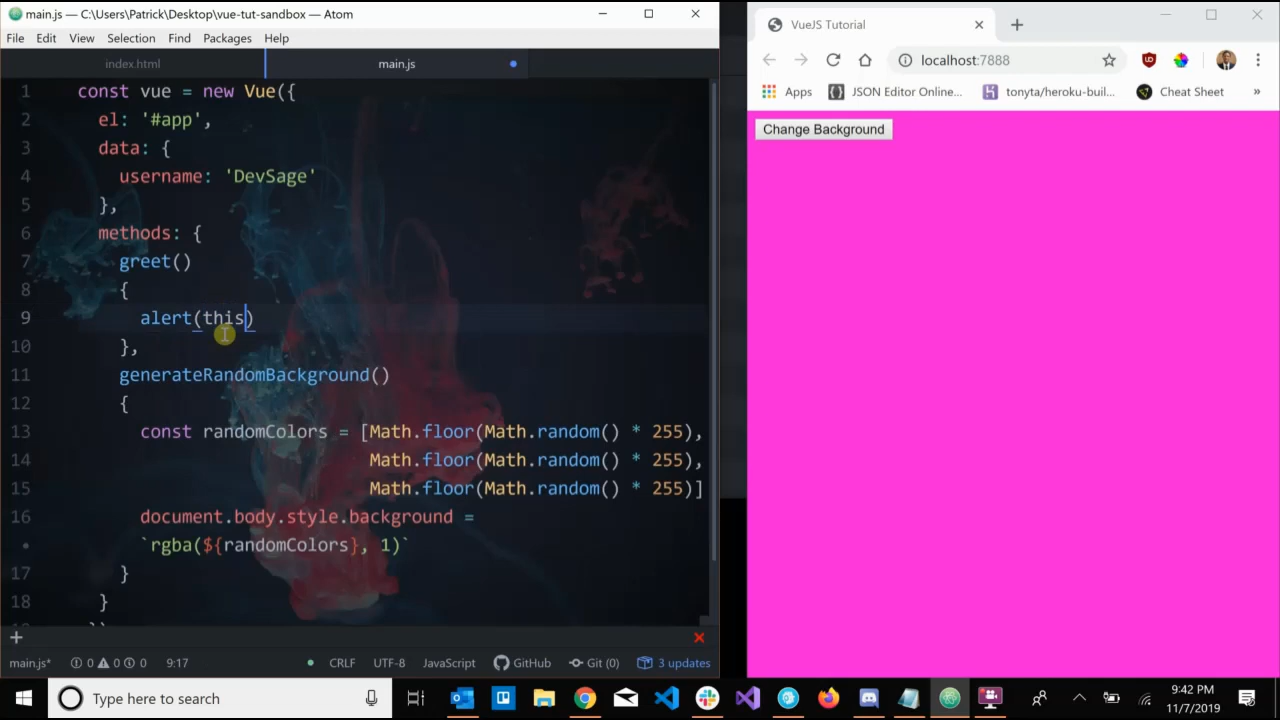 main.js — C:\Users\Patrick\Desktop\vue-tut-sandbox — Atom
File Edit View Selection Find Packages Help
index.html main.js
1 const vue = new Vue({
2 el: '#app',
3 data: {
4 username: 'DevSage'
5 },
6 methods: {
7 greet()
8 {
9 alert(this)
10 },
11 generateRandomBackground()
12 {
13 const randomColors = [Math.floor(Math.random() * 255),
14 Math.floor(Math.random() * 255),
15 Math.floor(Math.random() * 255)]
16 document.body.style.background =
• `rgba(${randomColors}, 1)`
17 }
18 }
main.js* 0 0 0 9:17 CRLF UTF-8 JavaScript GitHub Git (0) 3 updates
VueJS Tutorial
localhost:7888
Apps JSON Editor Online... tonyta/heroku-buil... Cheat Sheet »
Change Background
Type here to search
9:42 PM
11/7/2019